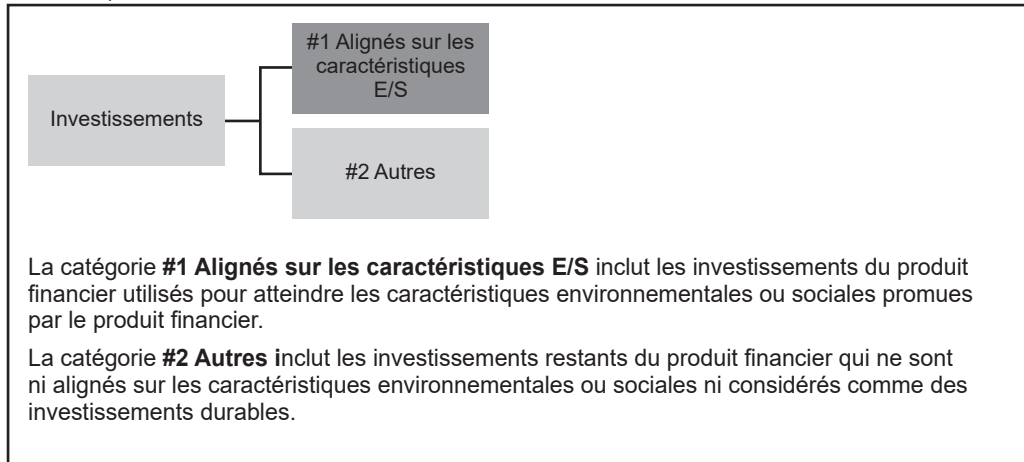 #1 Alignés sur les
caractéristiques
E/S
Investissements
#2 Autres
La catégorie #1 Alignés sur les caractéristiques E/S inclut les investissements du produit
financier utilisés pour atteindre les caractéristiques environnementales ou sociales promues
par le produit financier.
La catégorie #2 Autres inclut les investissements restants du produit financier qui ne sont
ni alignés sur les caractéristiques environnementales ou sociales ni considérés comme des
investissements durables.